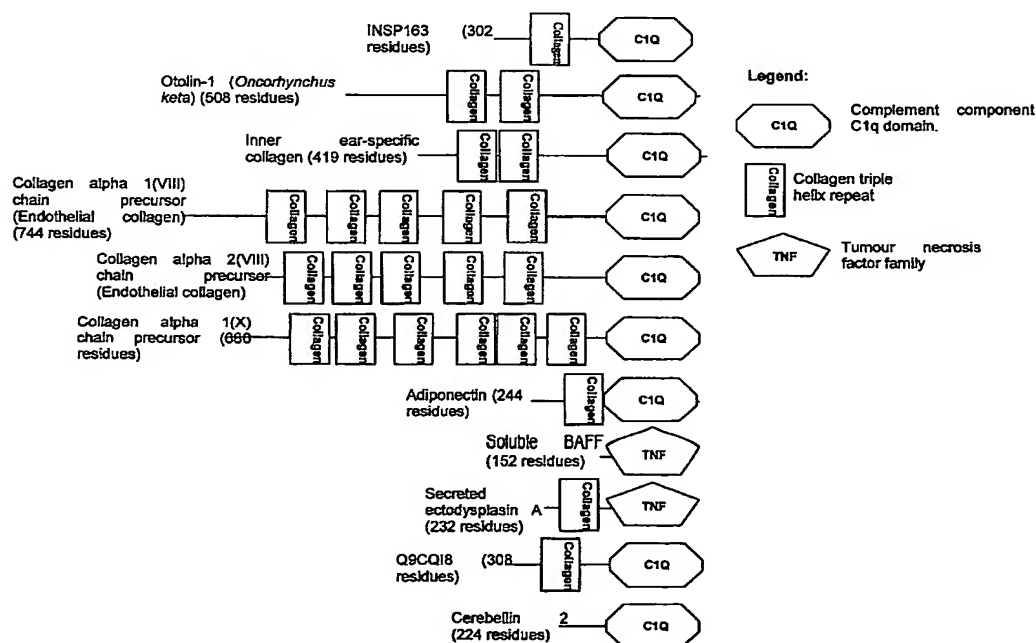 INSP163 (302
residues)
Collagen
C1Q
Otolin-1 (Oncorhynchus
keta) (508 residues)
Collagen
Collagen
C1Q
Inner ear-specific
collagen (419 residues)
Collagen
Collagen
C1Q
Collagen alpha 1(VIII)
chain precursor
(Endothelial collagen)
(744 residues)
Collagen
Collagen
Collagen
Collagen
Collagen
C1Q
Collagen alpha 2(VIII)
chain precursor
(Endothelial collagen)
Collagen
Collagen
Collagen
Collagen
Collagen
C1Q
Collagen alpha 1(X)
chain precursor (680
residues)
Collagen
Collagen
Collagen
Collagen
Collagen
Collagen
C1Q
Adiponectin (244
residues)
Collagen
C1Q
Soluble BAFF
(152 residues)
TNF
Secreted
ectodysplasin A
(232 residues)
Collagen
TNF
Q9CQI8 (308
residues)
Collagen
C1Q
Cerebellin 2
(224 residues)
C1Q
Legend:
C1Q
Complement component
C1q domain.
Collagen
Collagen triple
helix repeat
TNF
Tumour necrosis
factor family